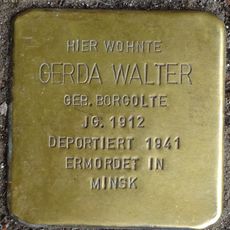 HIER WOHNTE
GERDA WALTER
GEB. BORGOLTE
JG. 1912
DEPORTIERT 1941
ERMORDET IN
MINSK